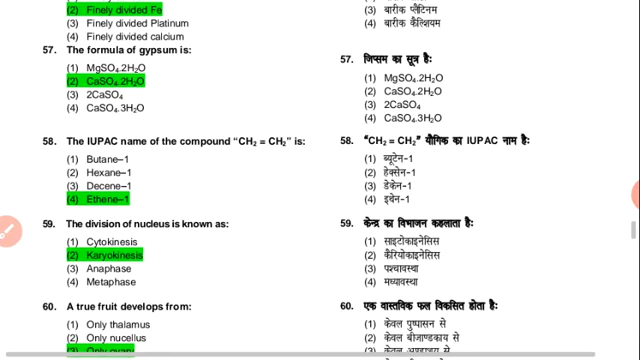 (2) Finely divided Fe
(3) Finely divided Platinum
(4) Finely divided calcium
57. The formula of gypsum is:
(1) MgSO₄.2H₂O
(2) CaSO₄.2H₂O
(3) 2CaSO₄
(4) CaSO₄.3H₂O
58. The IUPAC name of the compound “CH₂ = CH₂” is:
(1) Butane–1
(2) Hexane–1
(3) Decene–1
(4) Ethene–1
59. The division of nucleus is known as:
(1) Cytokinesis
(2) Karyokinesis
(3) Anaphase
(4) Metaphase
60. A true fruit develops from:
(1) Only thalamus
(2) Only nucellus
(3) Only ovary
(3) बारीक प्लैटिनम
(4) बारीक कैल्शियम
57. जिप्सम का सूत्र है:
(1) MgSO₄.2H₂O
(2) CaSO₄.2H₂O
(3) 2CaSO₄
(4) CaSO₄.3H₂O
58. “CH₂ = CH₂” यौगिक का IUPAC नाम है:
(1) ब्यूटेन-1
(2) हेक्सेन-1
(3) डेकेन-1
(4) इथेन-1
59. केन्द्र का विभाजन कहलाता है:
(1) साइटोकाइनेसिस
(2) कैरियोकाइनेसिस
(3) पश्चावस्था
(4) मध्यावस्था
60. एक वास्तविक फल विकसित होता है:
(1) केवल पुष्पासन से
(2) केवल बीजाण्डकाय से
(3) केवल अण्डाशय से